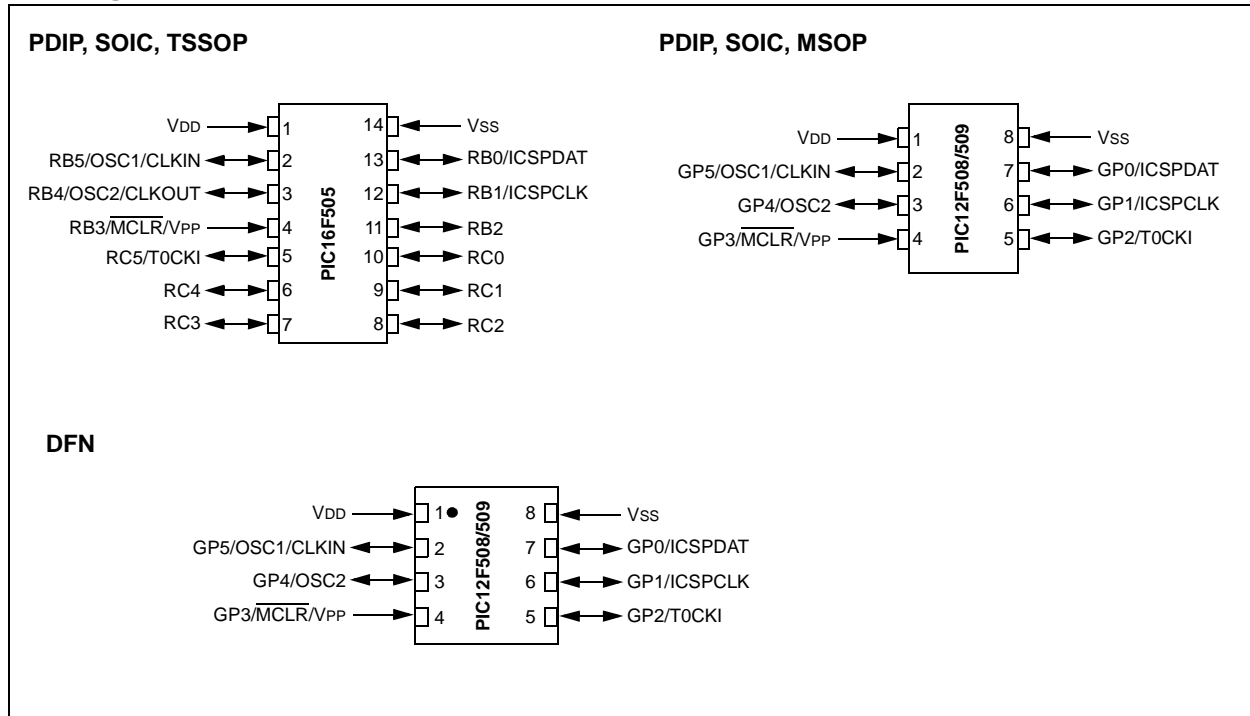 PDIP, SOIC, TSSOP
PDIP, SOIC, MSOP
VDD 1 14 VSS
RB5/OSC1/CLKIN 2 13 RB0/ICSPDAT
RB4/OSC2/CLKOUT 3 12 RB1/ICSPCLK
RB3/MCLR/VPP 4 11 RB2
RC5/T0CKI 5 10 RC0
RC4 6 9 RC1
RC3 7 8 RC2
PIC16F505
VDD 1 8 VSS
GP5/OSC1/CLKIN 2 7 GP0/ICSPDAT
GP4/OSC2 3 6 GP1/ICSPCLK
GP3/MCLR/VPP 4 5 GP2/T0CKI
PIC12F508/509
DFN
VDD 1 8 VSS
GP5/OSC1/CLKIN 2 7 GP0/ICSPDAT
GP4/OSC2 3 6 GP1/ICSPCLK
GP3/MCLR/VPP 4 5 GP2/T0CKI
PIC12F508/509